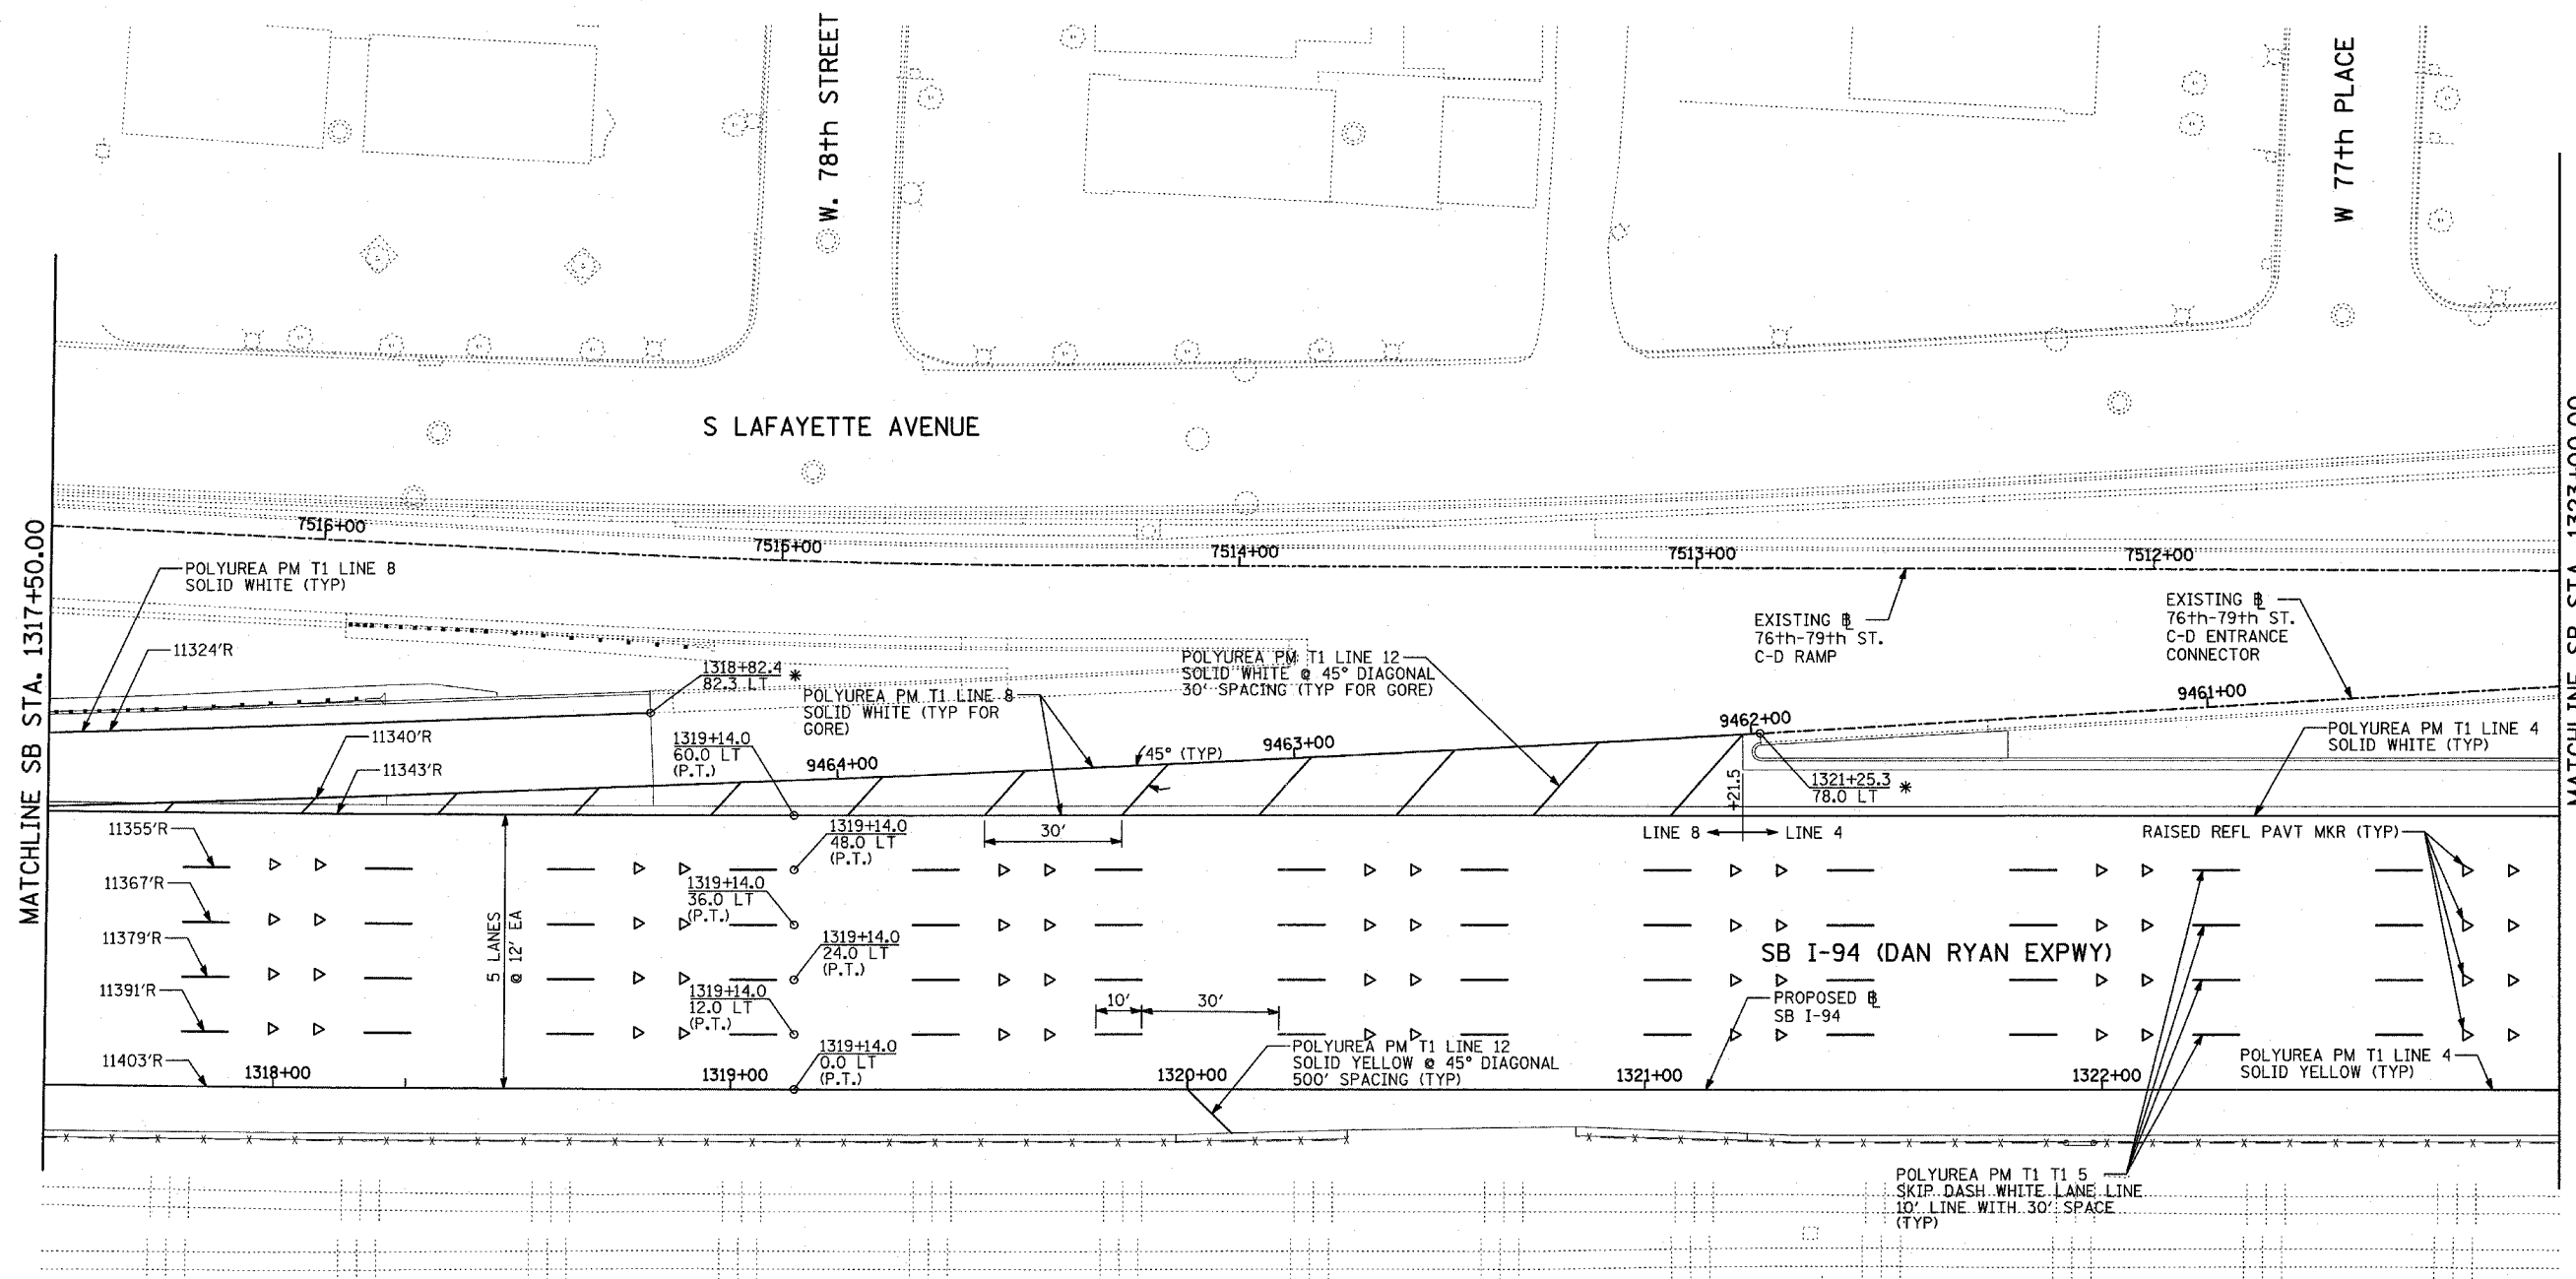 W. 78th STREET
W 77th PLACE
S LAFAYETTE AVENUE
MATCHLINE SB STA. 1317+50.00
MATCHLINE SB STA. 1323+00.00
7516+00
7515+00
7514+00
7513+00
7512+00
POLYUREA PM T1 LINE 8
SOLID WHITE (TYP)
11324'R
11340'R
11343'R
1318+82.4
82.3 LT *
POLYUREA PM T1 LINE 8
SOLID WHITE (TYP FOR
GORE)
POLYUREA PM T1 LINE 12
SOLID WHITE @ 45° DIAGONAL
30' SPACING (TYP FOR GORE)
EXISTING BL
76th-79th ST.
C-D RAMP
EXISTING BL
76th-79th ST.
C-D ENTRANCE
CONNECTOR
9461+00
9462+00
9463+00
9464+00
45° (TYP)
POLYUREA PM T1 LINE 4
SOLID WHITE (TYP)
1319+14.0
60.0 LT
(P.T.)
1321+25.3
78.0 LT *
+21.5
LINE 8
LINE 4
RAISED REFL PAVT MKR (TYP)
30'
11355'R
11367'R
11379'R
11391'R
11403'R
5 LANES
@ 12' EA
1319+14.0
48.0 LT
(P.T.)
1319+14.0
36.0 LT
(P.T.)
1319+14.0
24.0 LT
(P.T.)
1319+14.0
12.0 LT
(P.T.)
1319+14.0
0.0 LT
(P.T.)
SB I-94 (DAN RYAN EXPWY)
10'
30'
PROPOSED BL
SB I-94
POLYUREA PM T1 LINE 12
SOLID YELLOW @ 45° DIAGONAL
500' SPACING (TYP)
POLYUREA PM T1 LINE 4
SOLID YELLOW (TYP)
1318+00
1319+00
1320+00
1321+00
1322+00
POLYUREA PM T1 T1 5
SKIP DASH WHITE LANE LINE
10' LINE WITH 30' SPACE
(TYP)